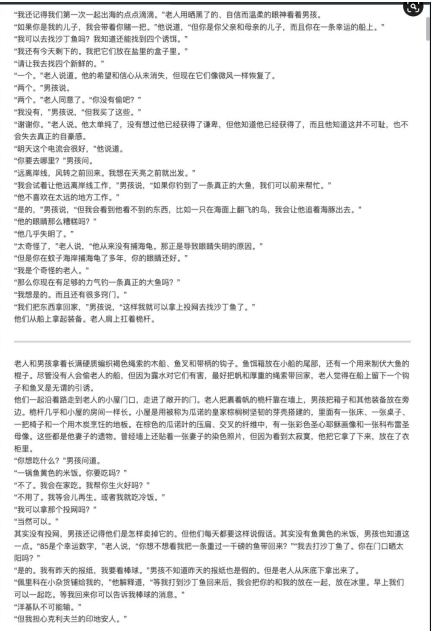 "我还记得我们第一次一起出海的点点滴滴。"老人用晒黑了的、自信而温柔的眼神看着男孩。
"如果你是我的儿子，我会带着你赌一把。"他说道，"但你是你父亲和母亲的儿子，而且你在一条幸运的船上。"
"我可以去找沙丁鱼吗？我知道还能找到四个诱饵。"
"我还有今天剩下的。我把它们放在盐里的盒子里。"
"请让我去找四个新鲜的。"
"一个。"老人说道。他的希望和信心从未消失，但现在它们像微风一样恢复了。
"两个。"男孩说。
"两个。"老人同意了。"你没有偷吧？"
"我没有，"男孩说，"但我买了这些。"
"谢谢你。"老人说。他太单纯了，没有想过他已经获得了谦卑，但他知道他已经获得了，而且他知道这并不可耻，也不
会失去真正的自豪感。
"明天这个电流会很好，"他说道。
"你要去哪里？"男孩问。
"远离岸线，风转之前回来。我想在天亮之前就出发。"
"我会试着让他远离岸线工作，"男孩说，"如果你钓到了一条真正的大鱼，我们可以前来帮忙。"
"他不喜欢在太远的地方工作。"
"是的，"男孩说，"但我会看到他看不到的东西，比如一只在海面上翻飞的鸟，我会让他追着海豚出去。"
"他的眼睛那么糟糕吗？"
"他几乎失明了。"
"太奇怪了，"老人说，"他从来没有捕海龟。那正是导致眼睛失明的原因。"
"但是你在蚊子海岸捕海龟了多年，你的眼睛还好。"
"我是个奇怪的老人。"
"那么你现在有足够的力气钓一条真正的大鱼吗？"
"我想是的。而且还有很多窍门。"
"我们把东西拿回家，"男孩说，"这样我就可以拿上投网去找沙丁鱼了。"
他们从船上拿起装备。老人肩上扛着桅杆。
老人和男孩拿着长满硬质编织褐色绳索的木船、鱼叉和带柄的钩子。鱼饵箱放在小船的尾部，还有一个用来制伏大鱼的
棍子。尽管没有人会偷老人的船，但因为露水对它们有害，最好把帆和厚重的绳索带回家，老人觉得在船上留下一个钩
子和鱼叉是无谓的引诱。
他们一起沿着路走到老人的小屋门口，走进了敞开的门。老人把裹着帆的桅杆靠在墙上，男孩把箱子和其他装备放在旁
边。桅杆几乎和小屋的房间一样长。小屋是用被称为瓜诺的皇家棕榈树坚韧的芽壳搭建的，里面有一张床、一张桌子、
一把椅子和一个用木炭烹饪的地板。在棕色的瓜诺叶的压扁、交叉的纤维中，有一张彩色圣心耶稣画像和一张科布雷圣
母像。这些都是他妻子的遗物。曾经墙上还贴着一张妻子的染色照片，但因为看到太寂寞，他把它拿了下来，放在了衣
柜里。
"你想吃什么？"男孩问道。
"一锅鱼黄色的米饭。你要吃吗？"
"不了。我会在家吃。我帮你生火好吗？"
"不用了。我等会儿再生。或者我就吃冷饭。"
"我可以拿那个投网吗？"
"当然可以。"
其实没有投网，男孩还记得他们是怎样卖掉它的。但他们每天都要这样说假话。其实没有鱼黄色的米饭，男孩也知道这
一点。"85是个幸运数字，"老人说，"你想不想看我把一条重过一千磅的鱼带回来？""我去打沙丁鱼了。你在门口晒太
阳吗？"
"是的。我有昨天的报纸，我要看棒球。"男孩不知道昨天的报纸也是假的。但是老人从床底下拿出来了。
"佩里科在小杂货铺给我的，"他解释道，"等我打到沙丁鱼回来后，我会把你的和我的放在一起，放在冰里。早上我们
可以一起吃。等我回来你可以告诉我棒球的消息。"
"洋基队不可能输。"
"但我担心克利夫兰的印地安人。"